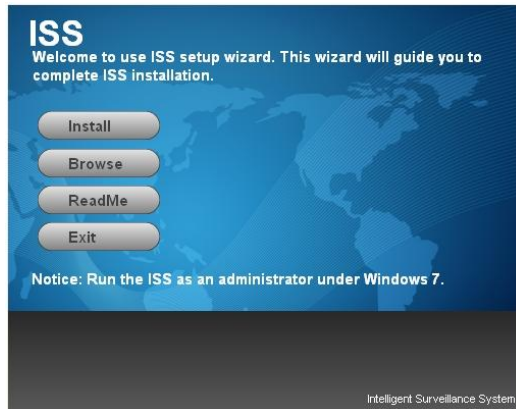 ISS
Welcome to use ISS setup wizard. This wizard will guide you to
complete ISS installation.
Install
Browse
ReadMe
Exit
Notice: Run the ISS as an administrator under Windows 7.
Intelligent Surveillance System